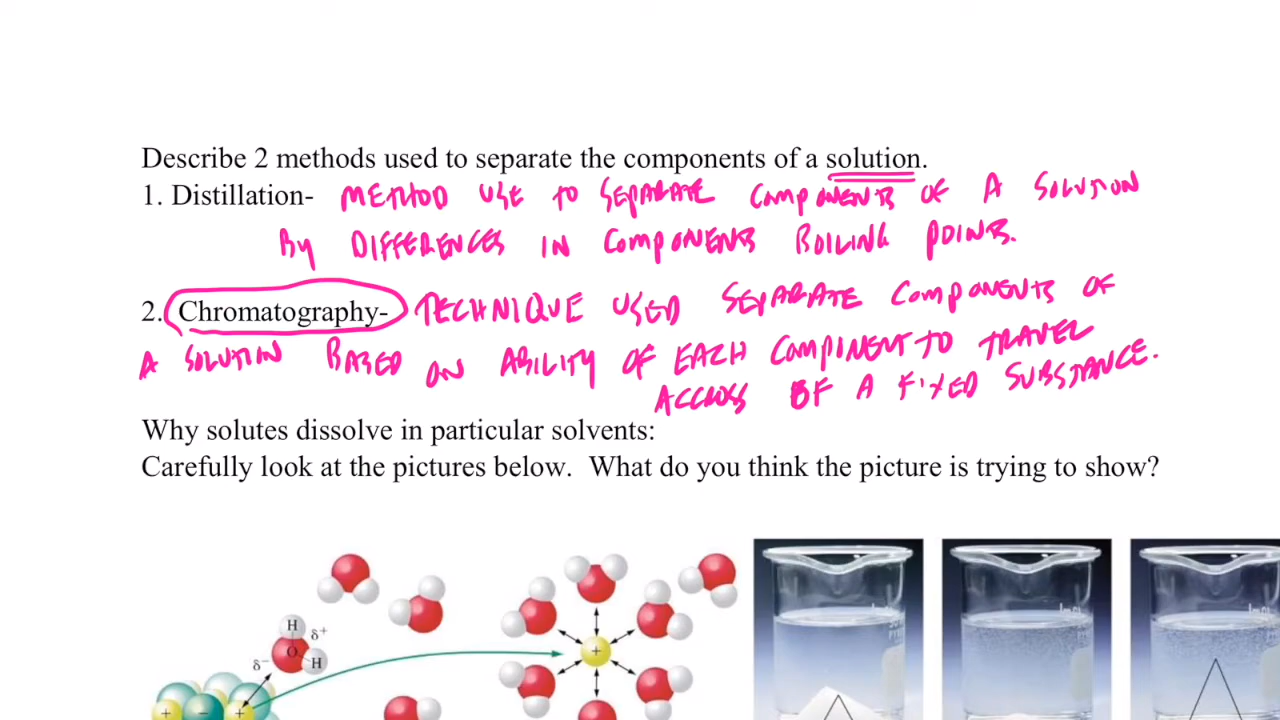 Describe 2 methods used to separate the components of a solution.
1. Distillation- METHOD USE TO SEPARATE COMPONENTS OF A SOLUTION
BY DIFFERENCES IN COMPONENTS BOILING POINTS.
2. Chromatography- TECHNIQUE USED SEPARATE COMPONENTS OF
A SOLUTION BASED ON ABILITY OF EACH COMPINENT TO TRAVEL
ACCROSS OF A FIXED SUBSTANCE.
Why solutes dissolve in particular solvents:
Carefully look at the pictures below. What do you think the picture is trying to show?
H δ+
δ- O H
+
+ - +